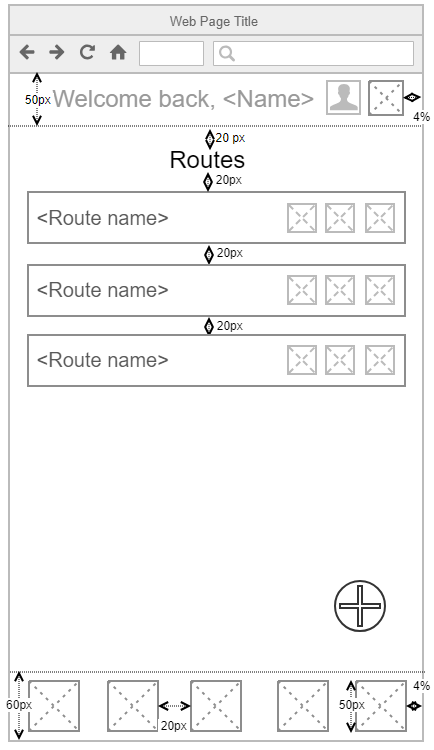 Web Page Title
50px
Welcome back, <Name>
4%
20 px
Routes
20px
<Route name>
20px
<Route name>
20px
<Route name>
4%
60px
50px
20px